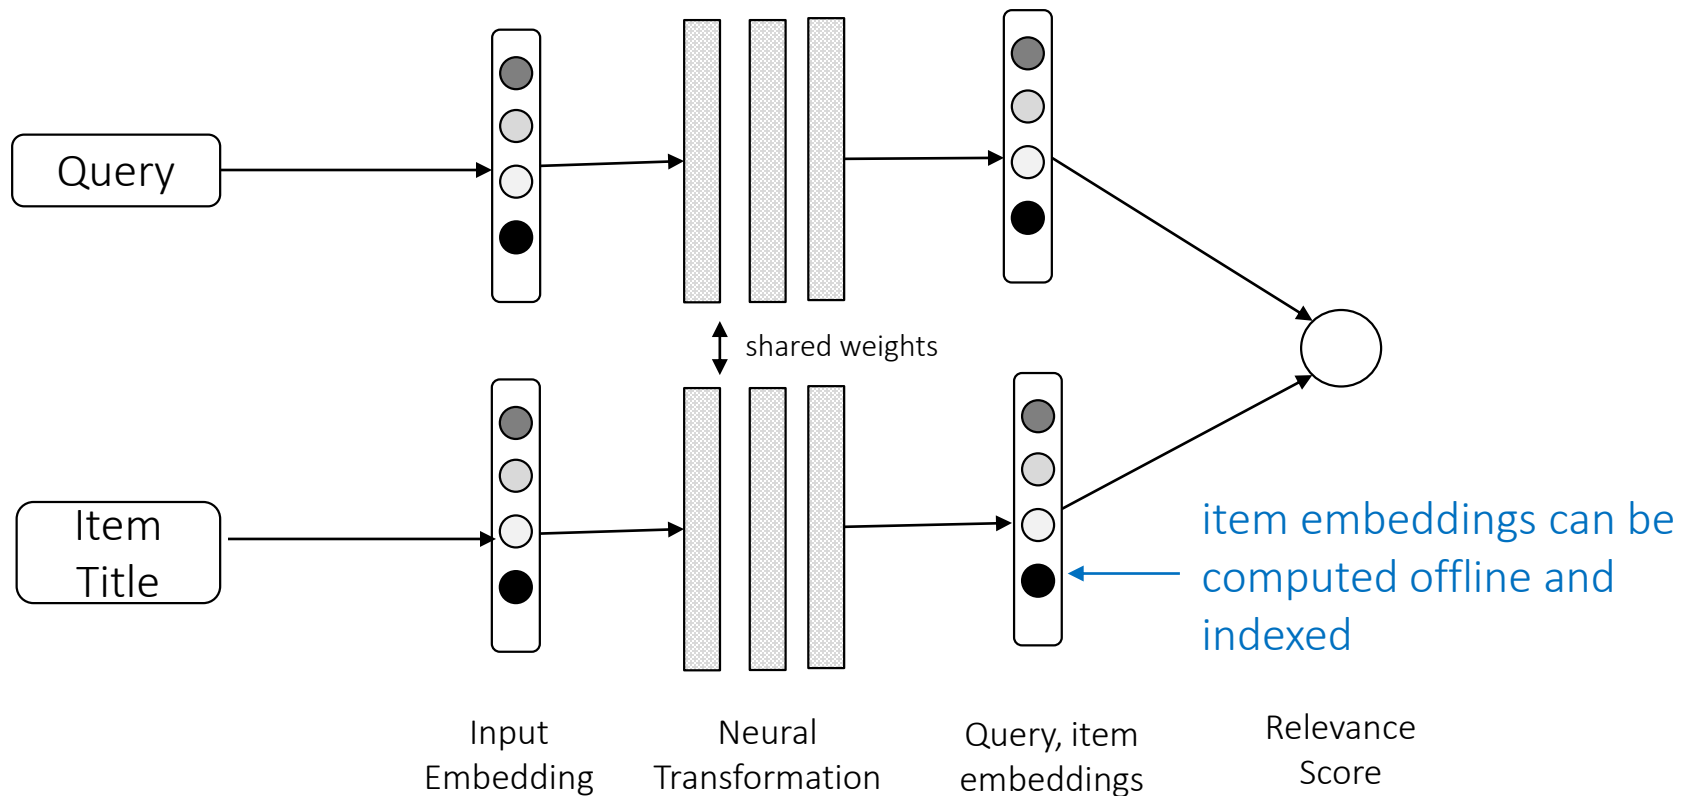 Query
shared weights
Item
Title
item embeddings can be
computed offline and
indexed
Input
Embedding
Neural
Transformation
Query, item
embeddings
Relevance
Score